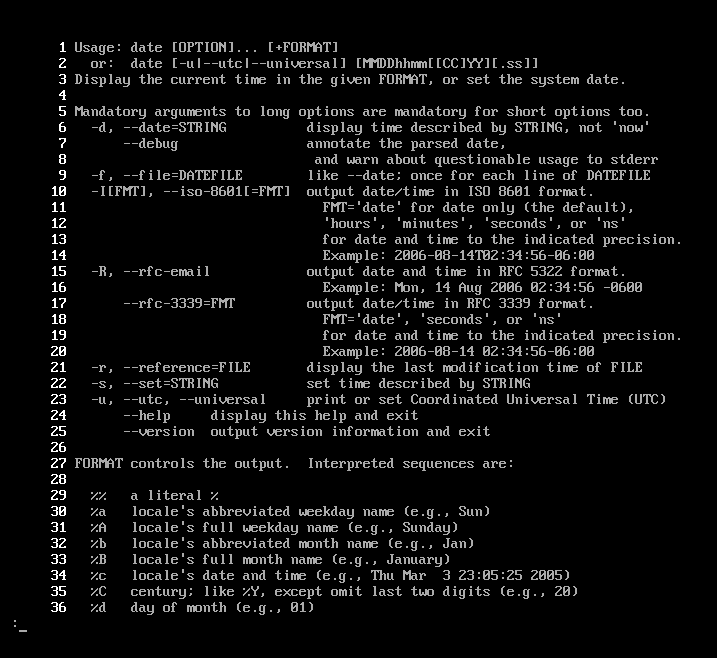 1 Usage: date [OPTION]... [+FORMAT]
2   or:  date [-u|--utc|--universal] [MMDDhhmm[[CC]YY][.ss]]
3 Display the current time in the given FORMAT, or set the system date.
4
5 Mandatory arguments to long options are mandatory for short options too.
6   -d, --date=STRING          display time described by STRING, not 'now'
7       --debug                annotate the parsed date,
8                               and warn about questionable usage to stderr
9   -f, --file=DATEFILE        like --date; once for each line of DATEFILE
10   -I[FMT], --iso-8601[=FMT]  output date/time in ISO 8601 format.
11                                FMT='date' for date only (the default),
12                                'hours', 'minutes', 'seconds', or 'ns'
13                                for date and time to the indicated precision.
14                                Example: 2006-08-14T02:34:56-06:00
15   -R, --rfc-email            output date and time in RFC 5322 format.
16                                Example: Mon, 14 Aug 2006 02:34:56 -0600
17       --rfc-3339=FMT         output date/time in RFC 3339 format.
18                                FMT='date', 'seconds', or 'ns'
19                                for date and time to the indicated precision.
20                                Example: 2006-08-14 02:34:56-06:00
21   -r, --reference=FILE       display the last modification time of FILE
22   -s, --set=STRING           set time described by STRING
23   -u, --utc, --universal     print or set Coordinated Universal Time (UTC)
24       --help     display this help and exit
25       --version  output version information and exit
26
27 FORMAT controls the output.  Interpreted sequences are:
28
29   %%   a literal %
30   %a   locale's abbreviated weekday name (e.g., Sun)
31   %A   locale's full weekday name (e.g., Sunday)
32   %b   locale's abbreviated month name (e.g., Jan)
33   %B   locale's full month name (e.g., January)
34   %c   locale's date and time (e.g., Thu Mar  3 23:05:25 2005)
35   %C   century; like %Y, except omit last two digits (e.g., 20)
36   %d   day of month (e.g., 01)
:_